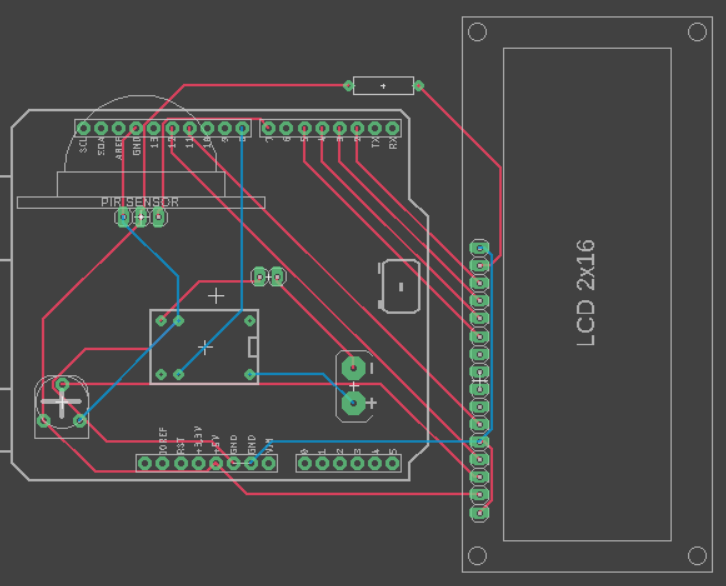 SCL
SDA
AREF
GND
13
12
11
10
9
8
7
6
5
4
3
2
TX
RX
PIR SENSOR
LCD 2x16
IOREF
RST
+3.3V
+5V
GND
GND
VIN
0
1
2
3
4
5
-
+